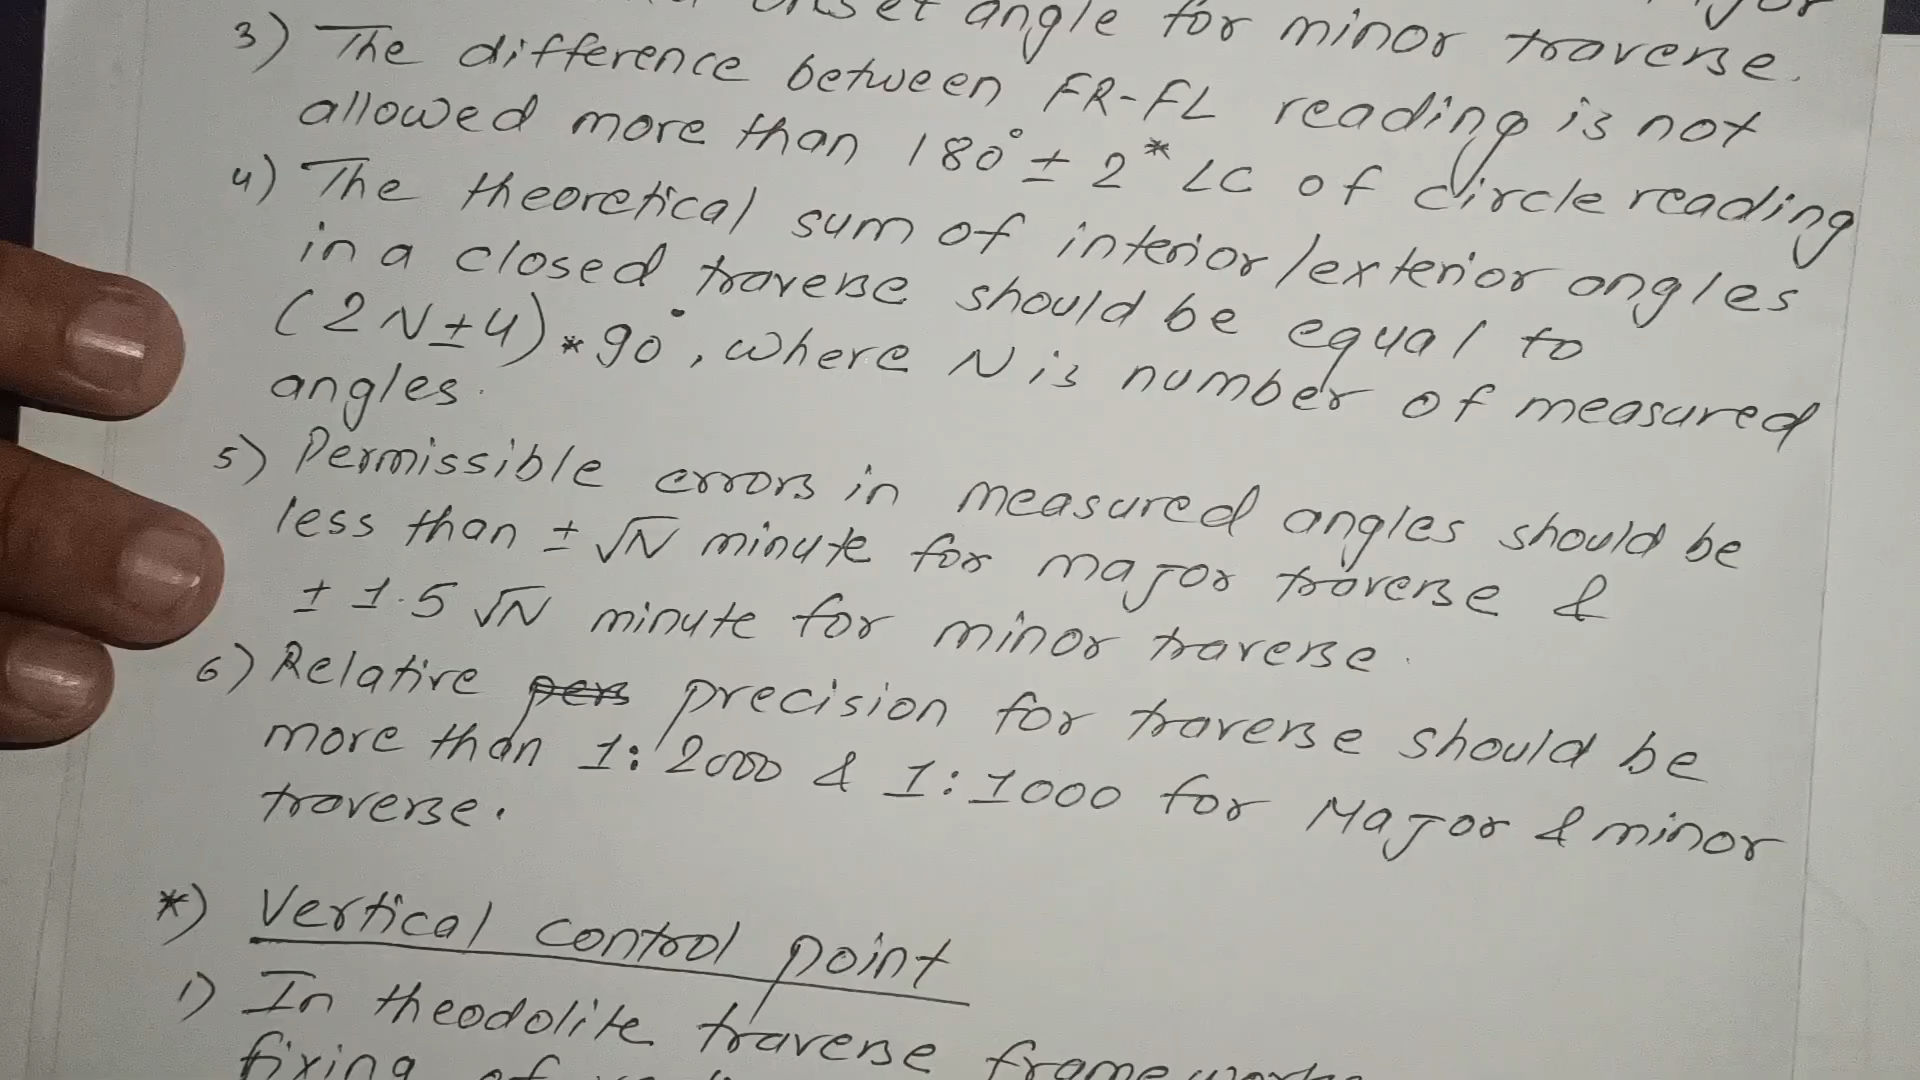 angle for minor traverse.
3) The difference between FR-FL reading is not
allowed more than 180° ± 2 * LC of circle reading
4) The theoretical sum of interior/exterior angles
in a closed traverse should be equal to
(2N±4) * 90°, where N is number of measured
angles.
5) Permissible errors in measured angles should be
less than ± √N minute for major traverse &
± 1.5 √N minute for minor traverse.
6) Relative precision for traverse should be
more than 1:2000 & 1:1000 for Major & minor
traverse.
*) Vertical control point
1) In theodolite traverse
fixing of